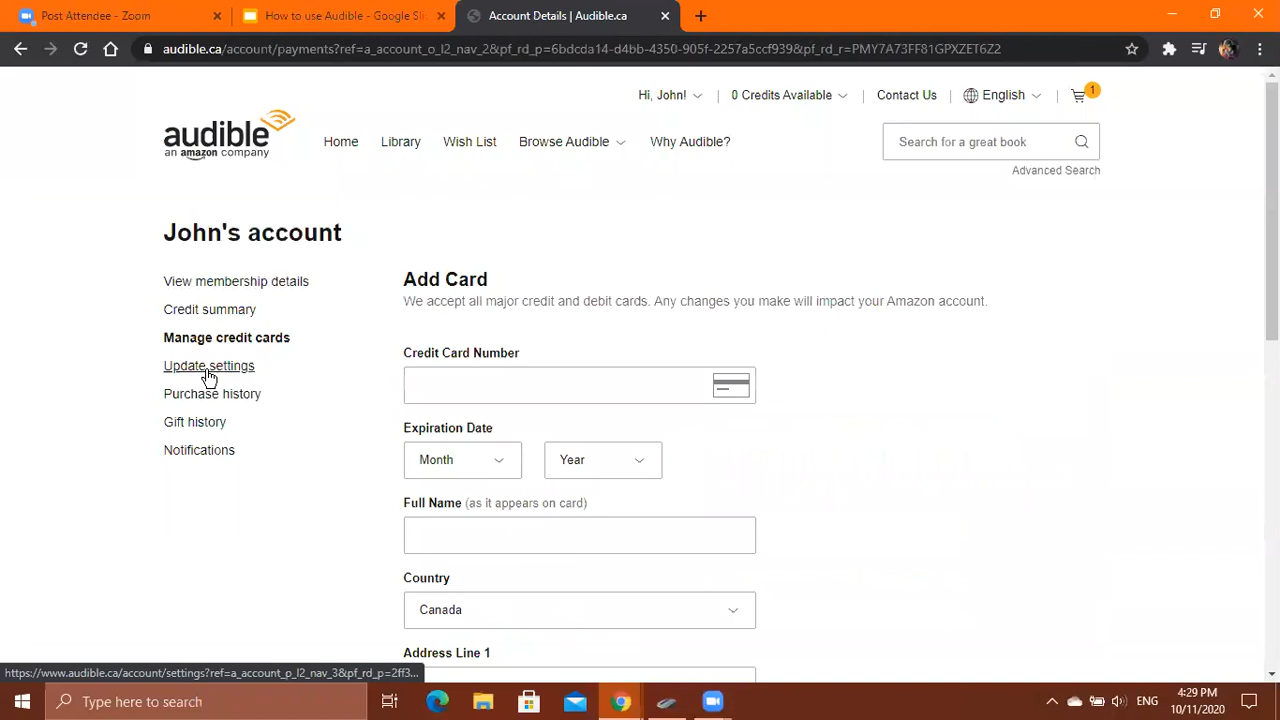 Post Attendee - Zoom
How to use Audible - Google Sli
Account Details | Audible.ca
audible.ca/account/payments?ref=a_account_o_l2_nav_2&pf_rd_p=6bdcda14-d4bb-4350-905f-2257a5ccf939&pf_rd_r=PMY7A73FF81GPXZET6Z2
Hi, John!
0 Credits Available
Contact Us
English
1
audible
an amazon company
Home
Library
Wish List
Browse Audible
Why Audible?
Search for a great book
Advanced Search
John's account
View membership details
Credit summary
Manage credit cards
Update settings
Purchase history
Gift history
Notifications
Add Card
We accept all major credit and debit cards. Any changes you make will impact your Amazon account.
Credit Card Number
Expiration Date
Month
Year
Full Name (as it appears on card)
Country
Canada
Address Line 1
https://www.audible.ca/account/settings?ref=a_account_p_l2_nav_3&pf_rd_p=2ff3...
Type here to search
ENG
4:29 PM
10/11/2020